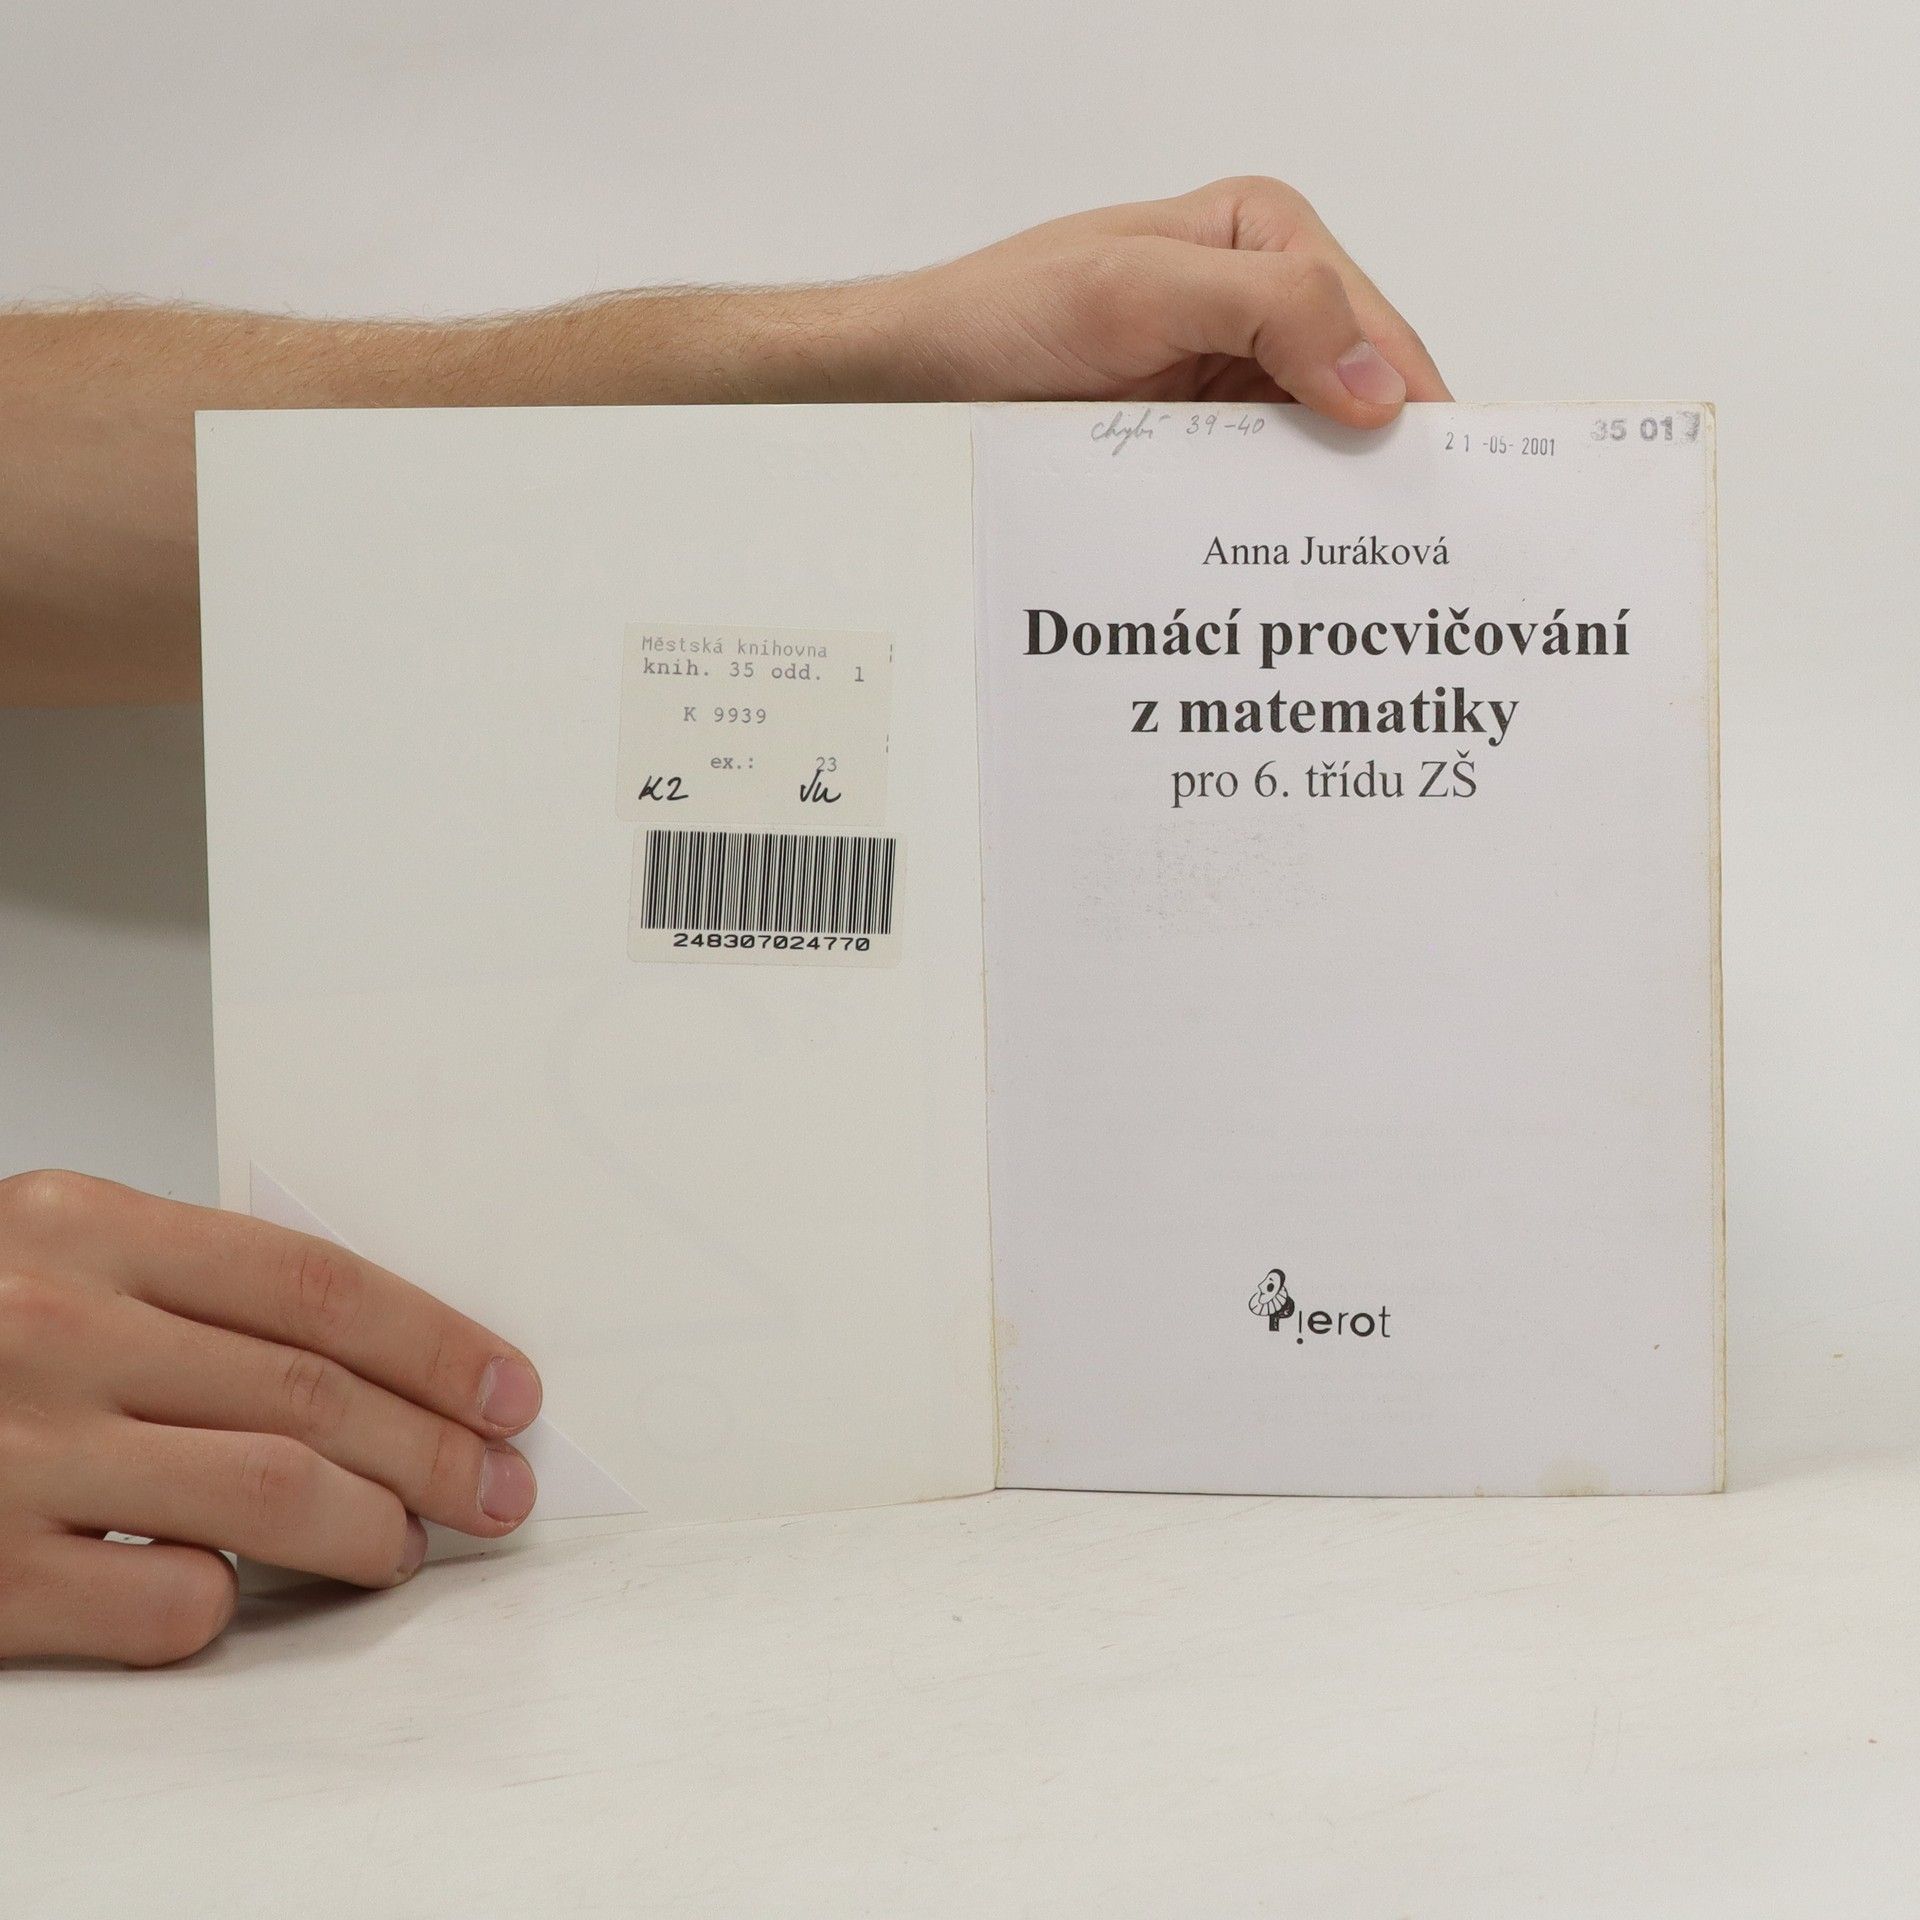 Městská knihovna
knih. 35 odd. 1
K 9939
ex.: 23
K2
248307024770
chybí 39-40
21 -05- 2001
35 017
Anna Juráková
Domácí procvičování
z matematiky
pro 6. třídu ZŠ
Pierot